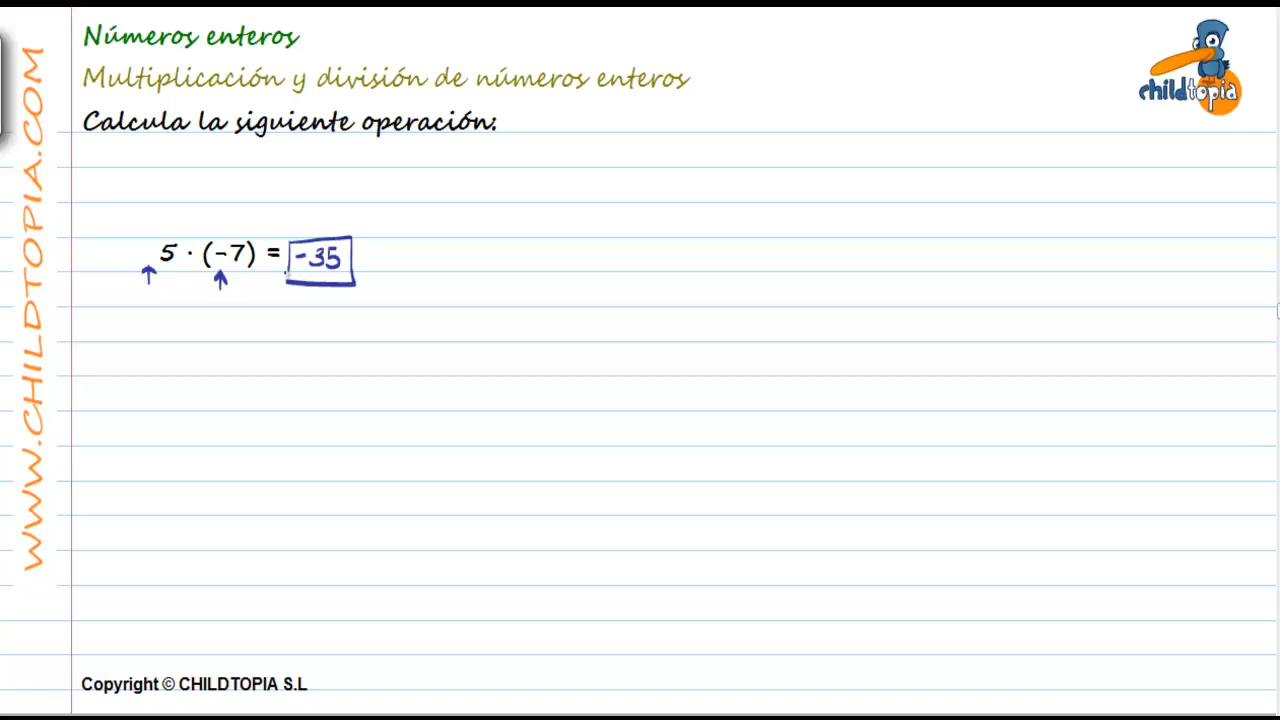 Números enteros
Multiplicación y división de números enteros
Calcula la siguiente operación:
childtopia
WWW.CHILDTOPIA.COM
5 · (-7) = -35
Copyright © CHILDTOPIA S.L